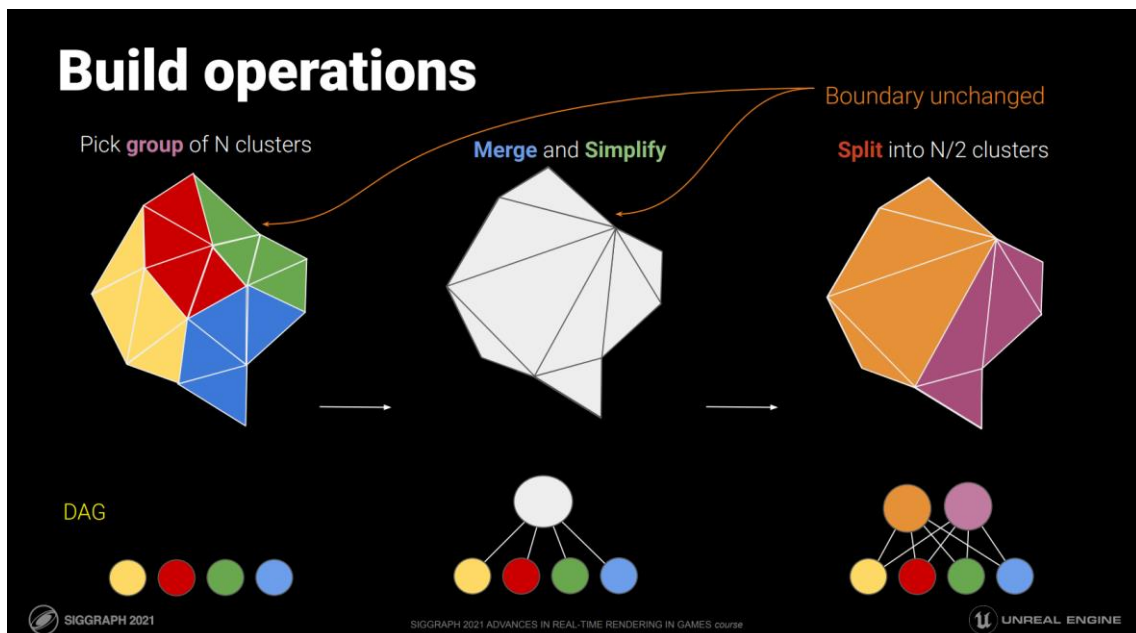 Build operations
Boundary unchanged
Pick group of N clusters
Merge and Simplify
Split into N/2 clusters
DAG
SIGGRAPH 2021
SIGGRAPH 2021 ADVANCES IN REAL-TIME RENDERING IN GAMES course
UNREAL ENGINE